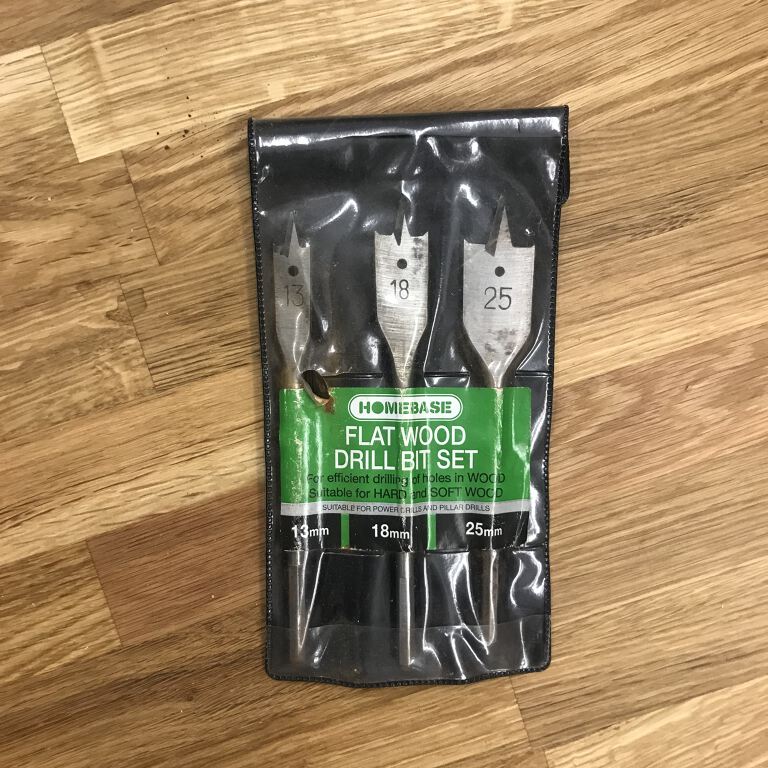 13 18 25
HOMEBASE
FLAT WOOD
DRILL BIT SET
For efficient drilling of holes in WOOD
Suitable for HARD and SOFT WOOD
SUITABLE FOR POWER DRILLS AND PILLAR DRILLS
13mm 18mm 25mm